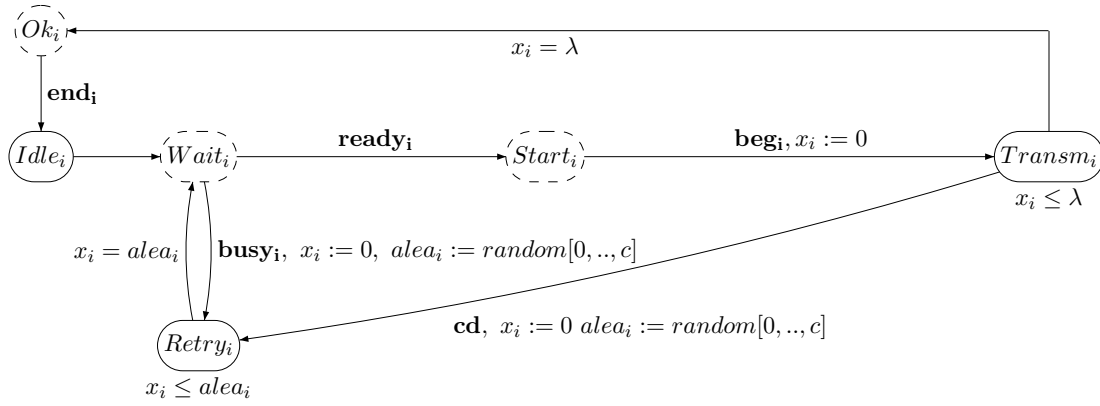 Ok_i
x_i = λ
end_i
Idle_i
Wait_i
ready_i
Start_i
beg_i, x_i := 0
Transm_i
x_i ≤ λ
x_i = alea_i
busy_i, x_i := 0, alea_i := random[0, .., c]
cd, x_i := 0 alea_i := random[0, .., c]
Retry_i
x_i ≤ alea_i